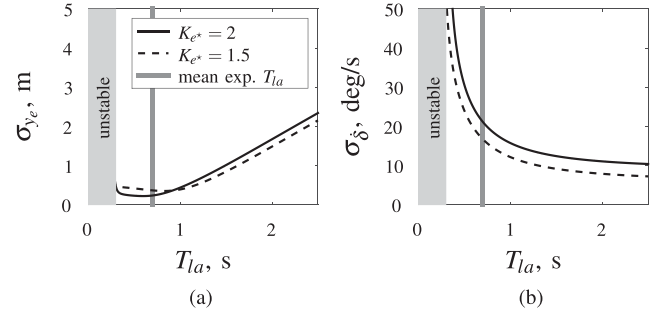 5
4
3
2
1
0
σ_{y_e}, m
unstable
K_{e⋆} = 2
K_{e⋆} = 1.5
mean exp. T_{la}
0 1 2
T_{la}, s
(a)
50
40
30
20
10
0
σ_{δ̇}, deg/s
unstable
0 1 2
T_{la}, s
(b)